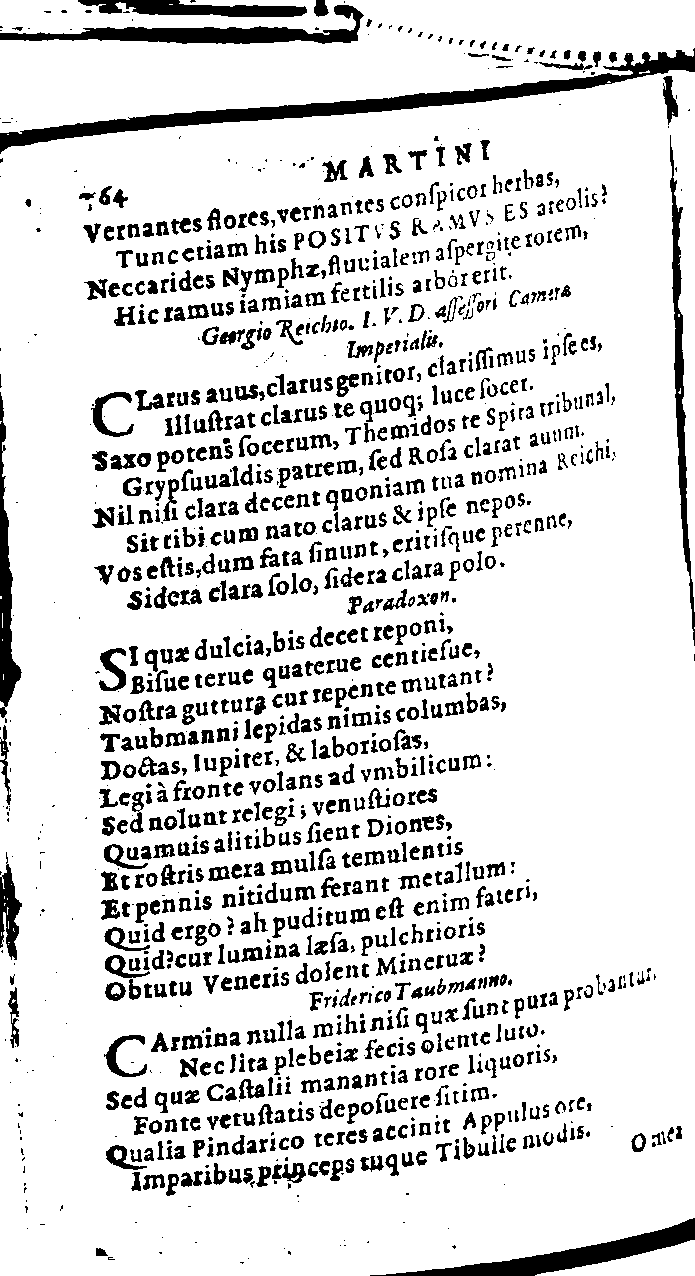 764
MARTINI
Vernantes flores, vernantes conſpicor herbas,
Tunc etiam his POSITVS RAMVS ES areolis?
Neccarides Nymphæ, fluuialem aſpergite rorem,
Hic ramus iamiam fertilis arbor erit.
Georgio Reichto. I. V. D. aſſeſſori Cameræ
Imperialis.
CLarus auus, clarus genitor, clariſſimus ipſe es,
Illuſtrat clarus te quoq; luce ſocer.
Saxo potens ſocerum, Themidos te Spira tribunal,
Grypſuualdis patrem, ſed Roſa clarat auum.
Nil niſi clara decent quoniam tua nomina Reichi,
Sit tibi cum nato clarus & ipſe nepos.
Vos eſtis, dum fata ſinunt, eritiſque perenne,
Sidera clara ſolo, ſidera clara polo.
Paradoxon.
SI quæ dulcia, bis decet reponi,
Biſue terue quaterue centieſue,
Noſtra guttura cur repente mutant?
Taubmanni lepidas nimis columbas,
Doctas, Iupiter, & laborioſas,
Legi à fronte volans ad vmbilicum:
Sed nolunt relegi; venuſtiores
Quamuis alitibus ſient Diones,
Et roſtris mera mulſa temulentis
Et pennis nitidum ferant metallum:
Quid ergo? ah puditum eſt enim fateri,
Quid? cur lumina læſa, pulchrioris
Obtutu Veneris dolent Mineruæ?
Friderico Taubmanno.
CArmina nulla mihi niſi quæ ſunt pura probantur,
Nec lita plebeiæ fecis olente luto.
Sed quæ Caſtalii manantia rore liquoris,
Fonte vetuſtatis depoſuere ſitim.
Qualia Pindarico teres accinit Appulus ore,
Imparibus princeps tuque Tibulle modis.
O mea